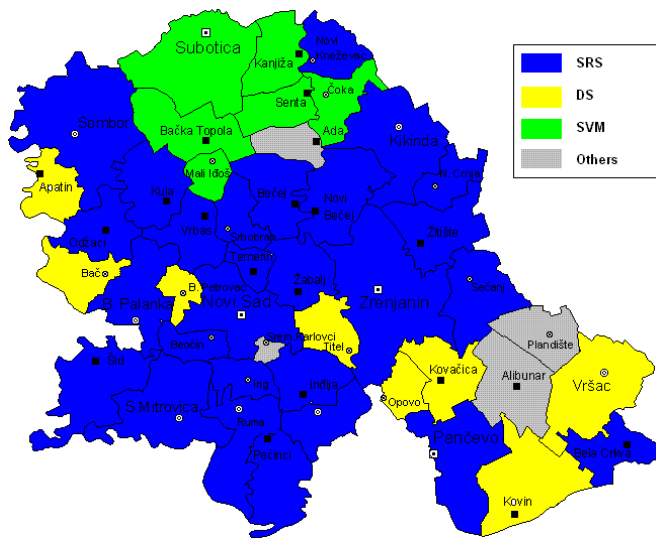 Subotica
Novi
Kneževac
Kanjiža
Senta
Čoka
Sombor
Bačka Topola
Ada
Kikinda
Mali Iđoš
Apatin
Kula
Bečej
Novi
Bečej
N. Crnja
Vrbas
Srbobran
Žitište
Odžaci
Temerin
Bač
B. Petrovac
Žabalj
Zrenjanin
Sečanj
B. Palanka
Novi Sad
Beočin
Srem.Karlovci
Titel
Plandište
Šid
Kovačica
Alibunar
Vršac
Irig
Inđija
Opovo
S.Mitrovica
Ruma
Pančevo
Pećinci
Bela Crkva
Kovin
SRS
DS
SVM
Others